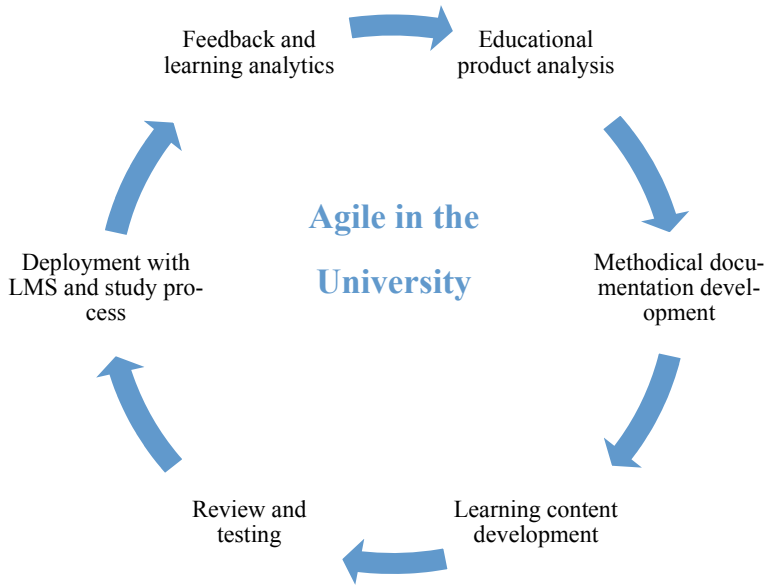 Feedback and
learning analytics
Educational
product analysis
Agile in the
University
Deployment with
LMS and study pro-
cess
Methodical docu-
mentation devel-
opment
Review and
testing
Learning content
development